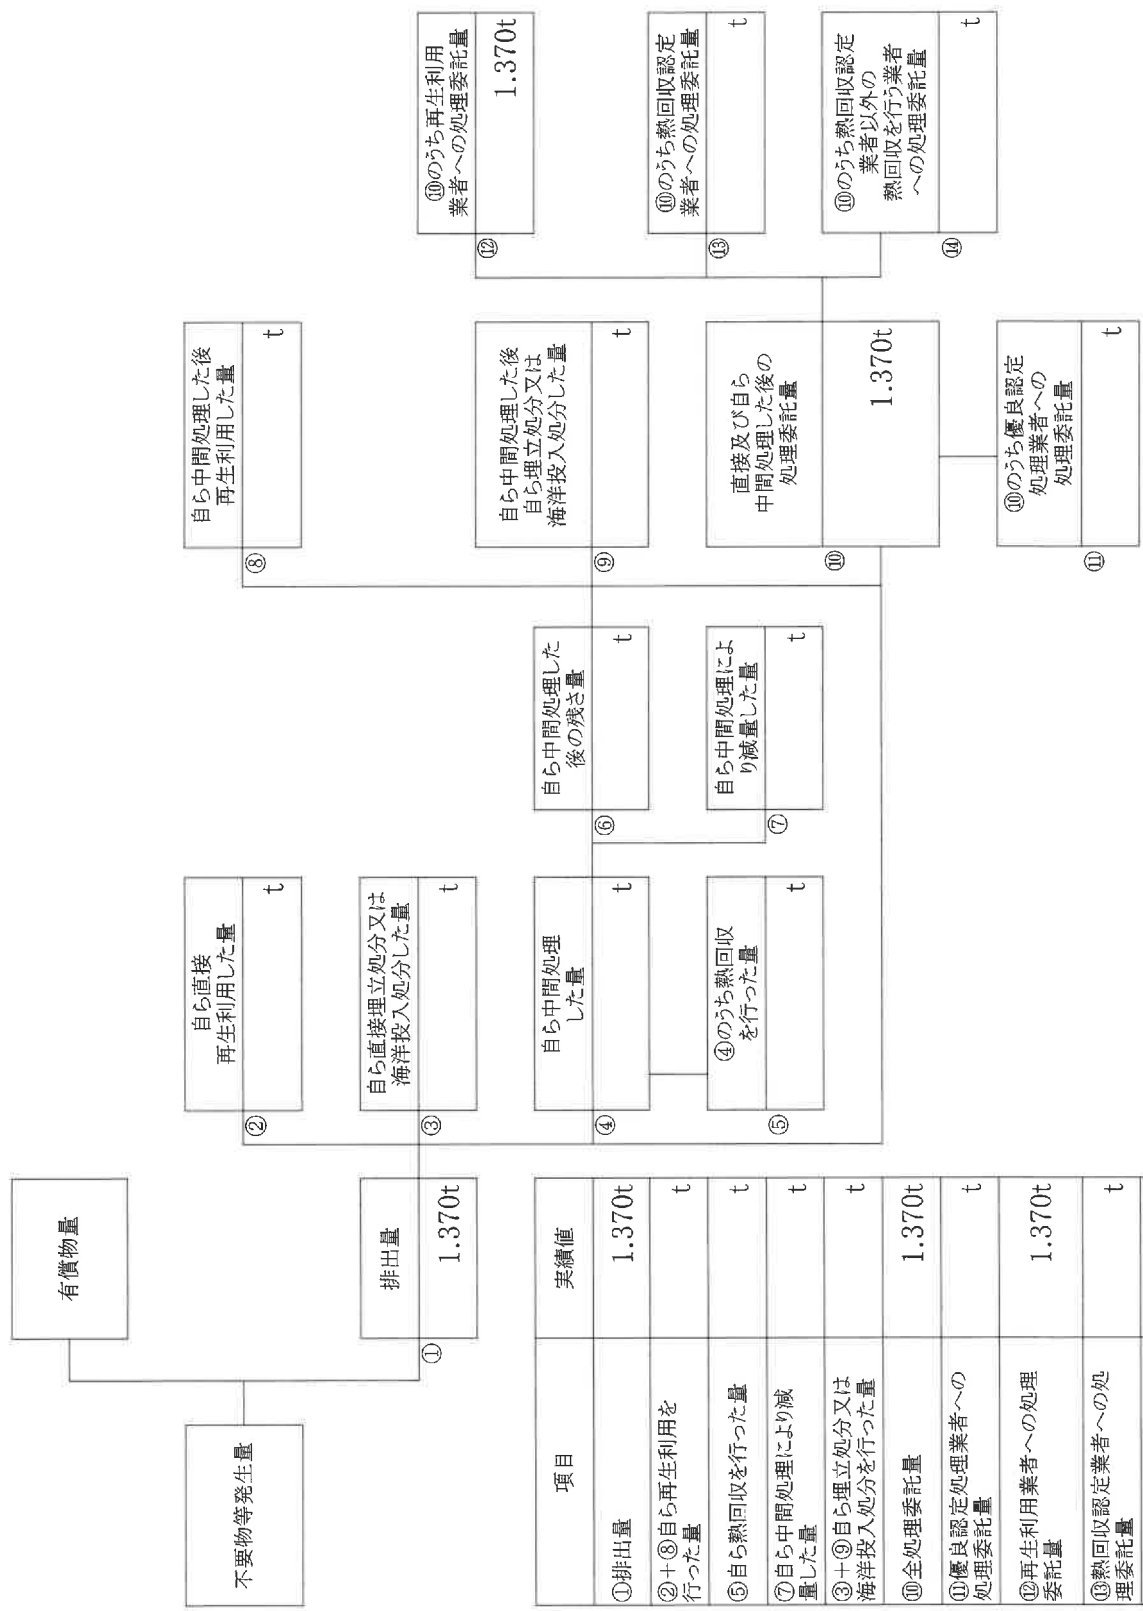 有償物量
不要物等発生量
排出量
①
1.370t
自ら直接
再生利用した量
②
t
自ら直接埋立処分又は
海洋投入処分した量
③
t
自ら中間処理
した量
④
t
④のうち熱回収
を行った量
⑤
t
自ら中間処理した
後の残さ量
⑥
t
自ら中間処理によ
り減量した量
⑦
t
自ら中間処理した後
再生利用した量
⑧
t
自ら中間処理した後
自ら埋立処分又は
海洋投入処分した量
⑨
t
直接及び自ら
中間処理した後の
処理委託量
⑩
1.370t
⑩のうち優良認定
処理業者への
処理委託量
⑪
t
⑩のうち再生利用
業者への処理委託量
⑫
1.370t
⑩のうち熱回収認定
業者への処理委託量
⑬
t
⑩のうち熱回収認定
業者以外の
熱回収を行う業者
への処理委託量
⑭
t
項目 実績値
①排出量 1.370t
②+⑧自ら再生利用を
行った量 t
⑤自ら熱回収を行った量 t
⑦自ら中間処理により減
量した量 t
③+⑨自ら埋立処分又は
海洋投入処分を行った量 t
⑩全処理委託量 1.370t
⑪優良認定処理業者への
処理委託量 t
⑫再生利用業者への処理
委託量 1.370t
⑬熱回収認定業者への処
理委託量 t